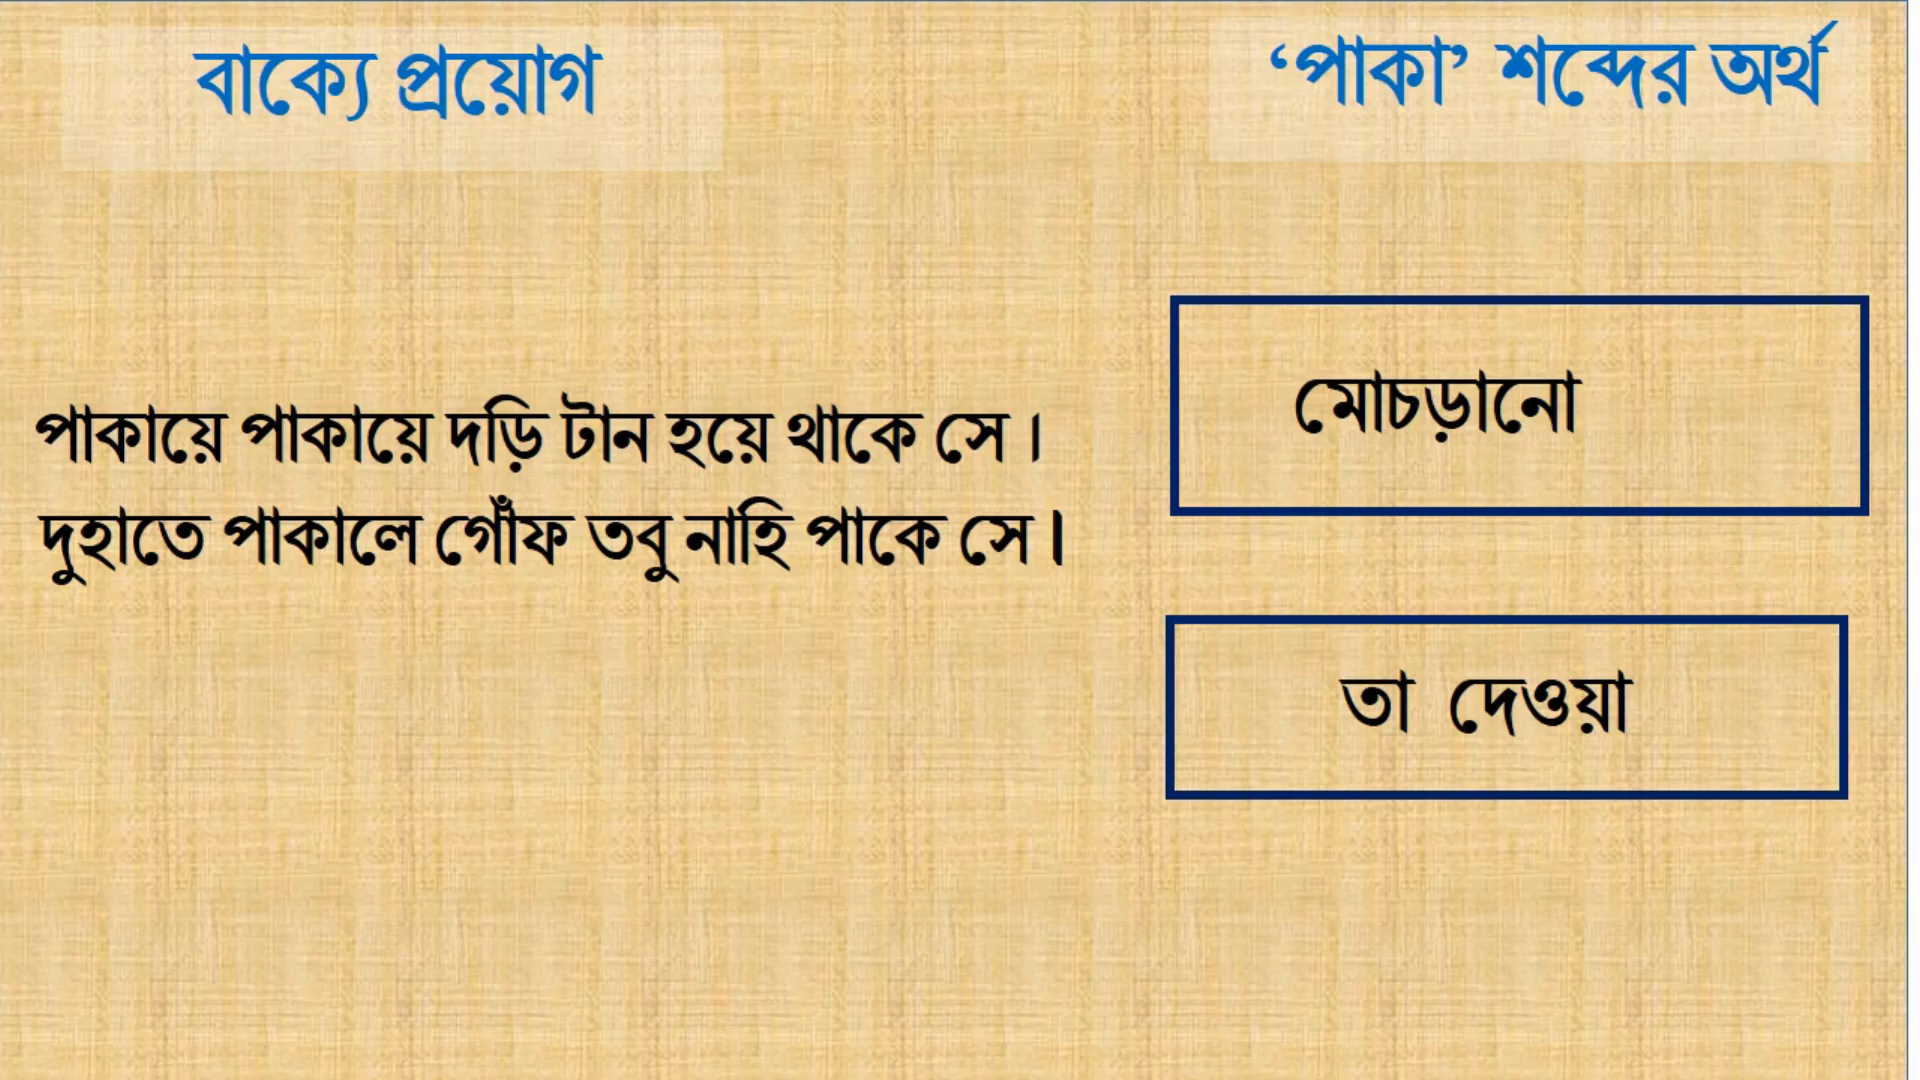 বাক্যে প্রয়োগ
‘পাকা’ শব্দের অর্থ
পাকায়ে পাকায়ে দড়ি টান হয়ে থাকে সে।
দুহাতে পাকালে গোঁফ তবু নাহি পাকে সে।
মোচড়ানো
তা দেওয়া